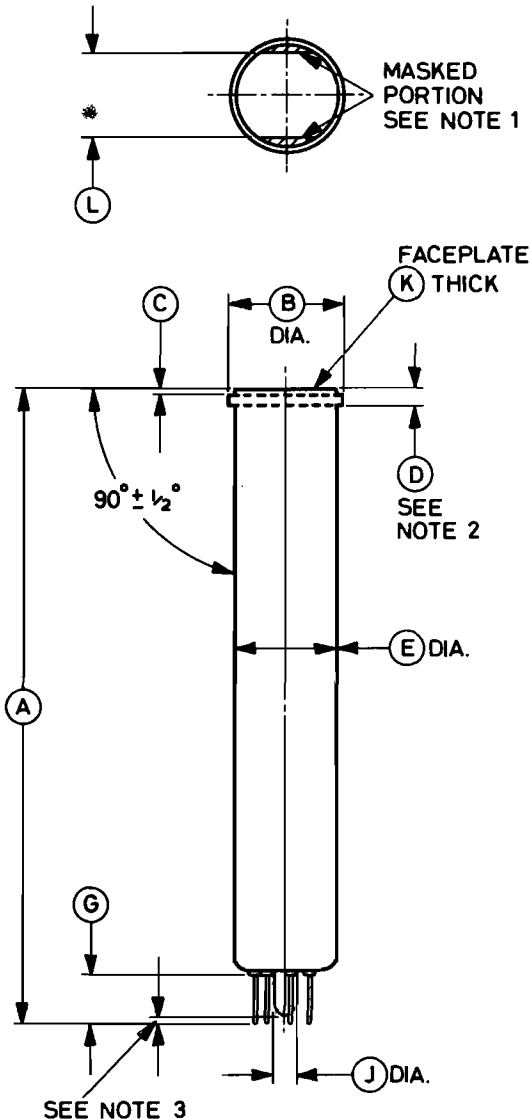 MASKED
PORTION
SEE NOTE 1
L
FACEPLATE
K THICK
C
B
DIA.
D
SEE
NOTE 2
90° ± 1/2°
E DIA.
A
G
J DIA.
SEE NOTE 3